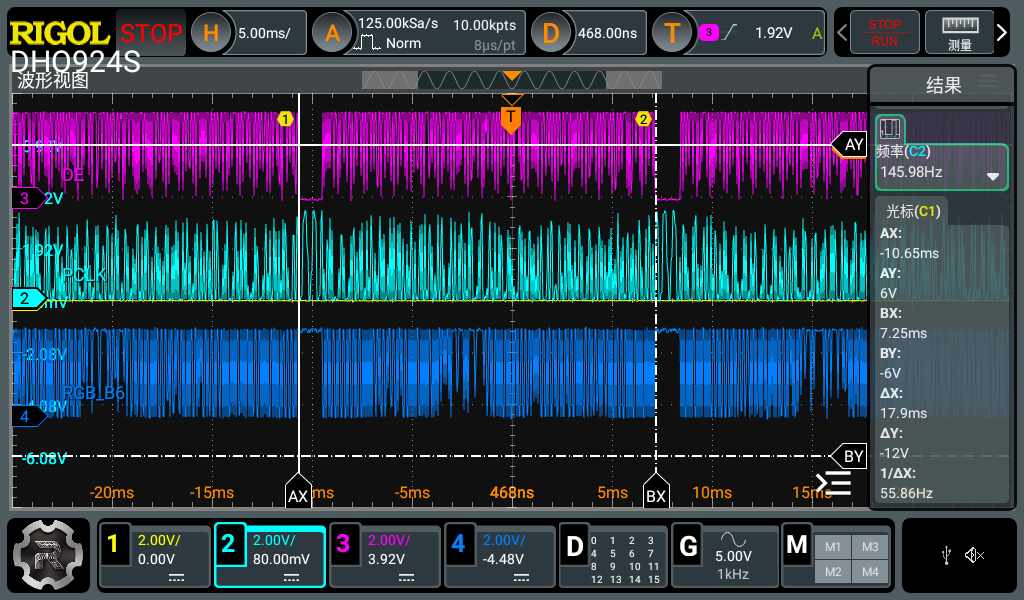 RIGOL STOP H 5.00ms/ A 125.00kSa/s 10.00kpts D 468.00ns T 3 1.92V A STOP RUN 测量
Norm 8µs/pt
DHO924S
波形视图
结果
1 T 2
AY
DE
3 2V
1.92V
PCLK
2 mV
-2.08V
RGB_B6
4 -4.08V
-6.08V
BY
-20ms -15ms AX ms -5ms 468ns 5ms BX 10ms 15ms
频率(C2)
145.98Hz
光标(C1)
AX:
-10.65ms
AY:
6V
BX:
7.25ms
BY:
-6V
ΔX:
17.9ms
ΔY:
-12V
1/ΔX:
55.86Hz
1 2.00V/ 0.00V
2 2.00V/ 80.00mV
3 2.00V/ 3.92V
4 2.00V/ -4.48V
D 0 1 2 3
4 5 6 7
8 9 10 11
12 13 14 15
G 5.00V 1kHz
M M1 M3
M2 M4
R